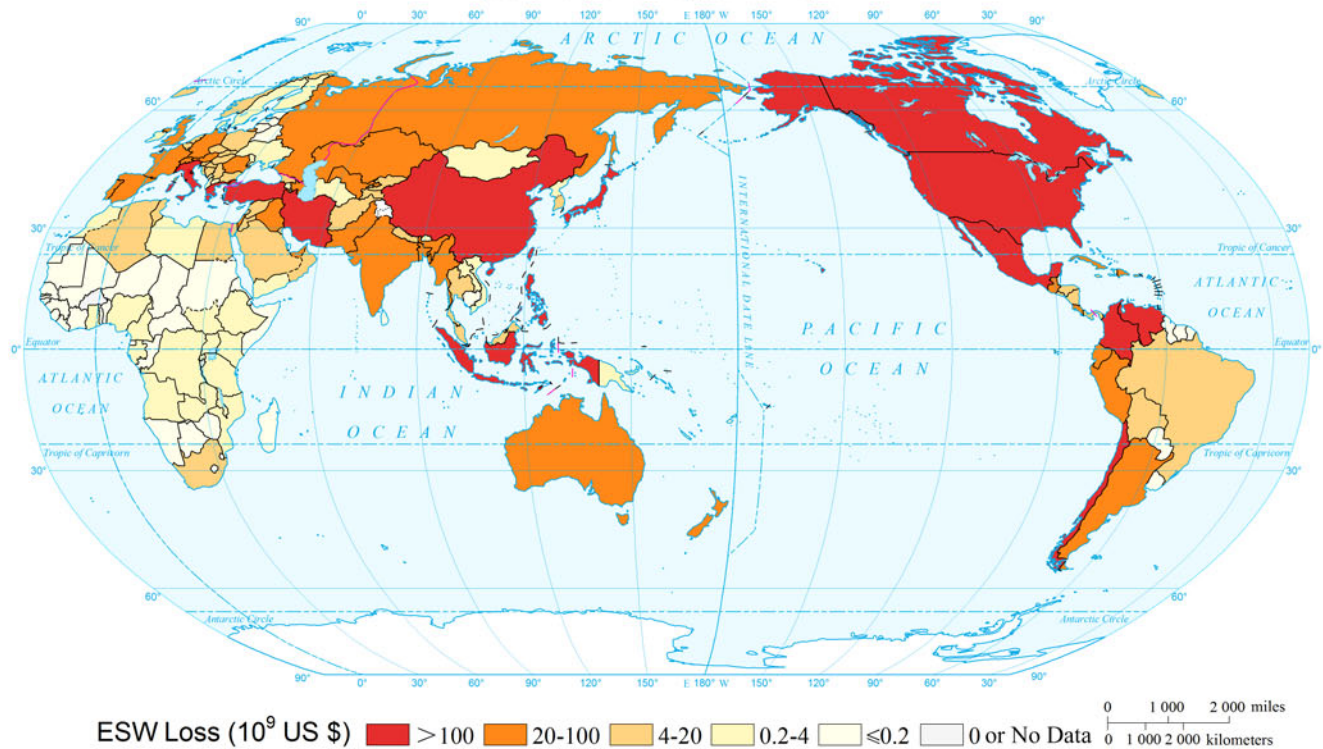 90° 0° 30° 60° 90° 120° 150° E 180° W 150° 120° 90° 60° 30° 0° 90°
ARCTIC OCEAN
Arctic Circle
Arctic Circle
60°
60°
INTERNATIONAL DATE LINE
30°
30°
Tropic of Cancer
Tropic of Cancer
ATLANTIC
OCEAN
PACIFIC
OCEAN
Equator
Equator
0°
0°
ATLANTIC
OCEAN
INDIAN
OCEAN
Tropic of Capricorn
Tropic of Capricorn
30°
30°
60°
60°
Antarctic Circle
Antarctic Circle
90° 0° 30° 60° 90° 120° 150° E 180° W 150° 120° 90° 60° 30° 0° 90°
ESW Loss (10⁹ US $) >100 20-100 4-20 0.2-4 ≤0.2 0 or No Data
0 1 000 2 000 miles
0 1 000 2 000 kilometers